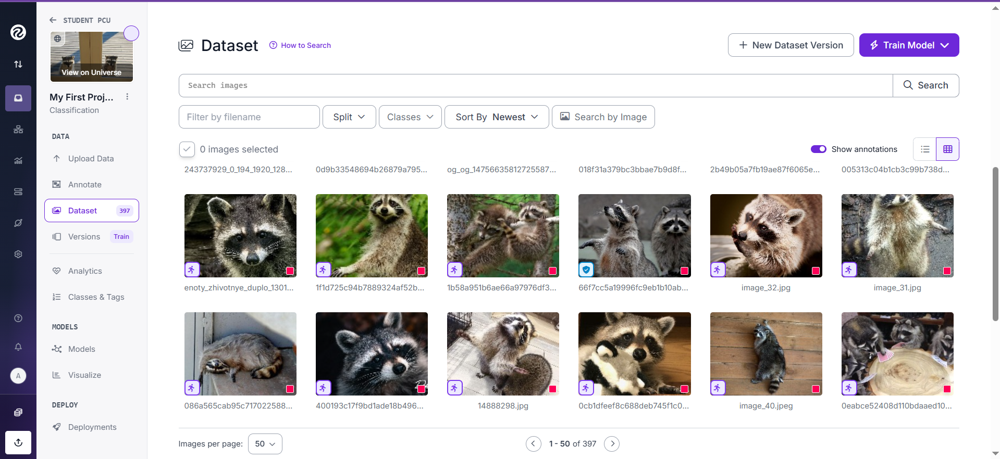 STUDENT PCU
View on Universe
My First Proj...
Classification
DATA
Upload Data
Annotate
Dataset 397
Versions Train
Analytics
Classes & Tags
MODELS
Models
Visualize
DEPLOY
Deployments
A
Dataset
How to Search
New Dataset Version
Train Model
Search images
Search
Filter by filename
Split
Classes
Sort By Newest
Search by Image
0 images selected
Show annotations
243737929_0_194_1920_128...
0d9b33548694b26879a795...
og_og_14756635812725587...
018f31a379bc3bbae7b9d8f...
2b49b05a7fb19ae87f6065e...
005313c04b1cb3c99b738d...
enoty_zhivotnye_duplo_1301...
1f1d725c94b7889324af52b...
1b58a951b6ae66a97976df3...
66f7cc5a19996fc9eb1b10ab...
image_32.jpg
image_31.jpg
086a565cab95c717022588...
400193c17f9bd1ade18b496...
14888298.jpg
0cb1dfeef8c688deb745f1c0...
image_40.jpeg
0eabce52408d110bdaaed10...
Images per page: 50
1 - 50 of 397